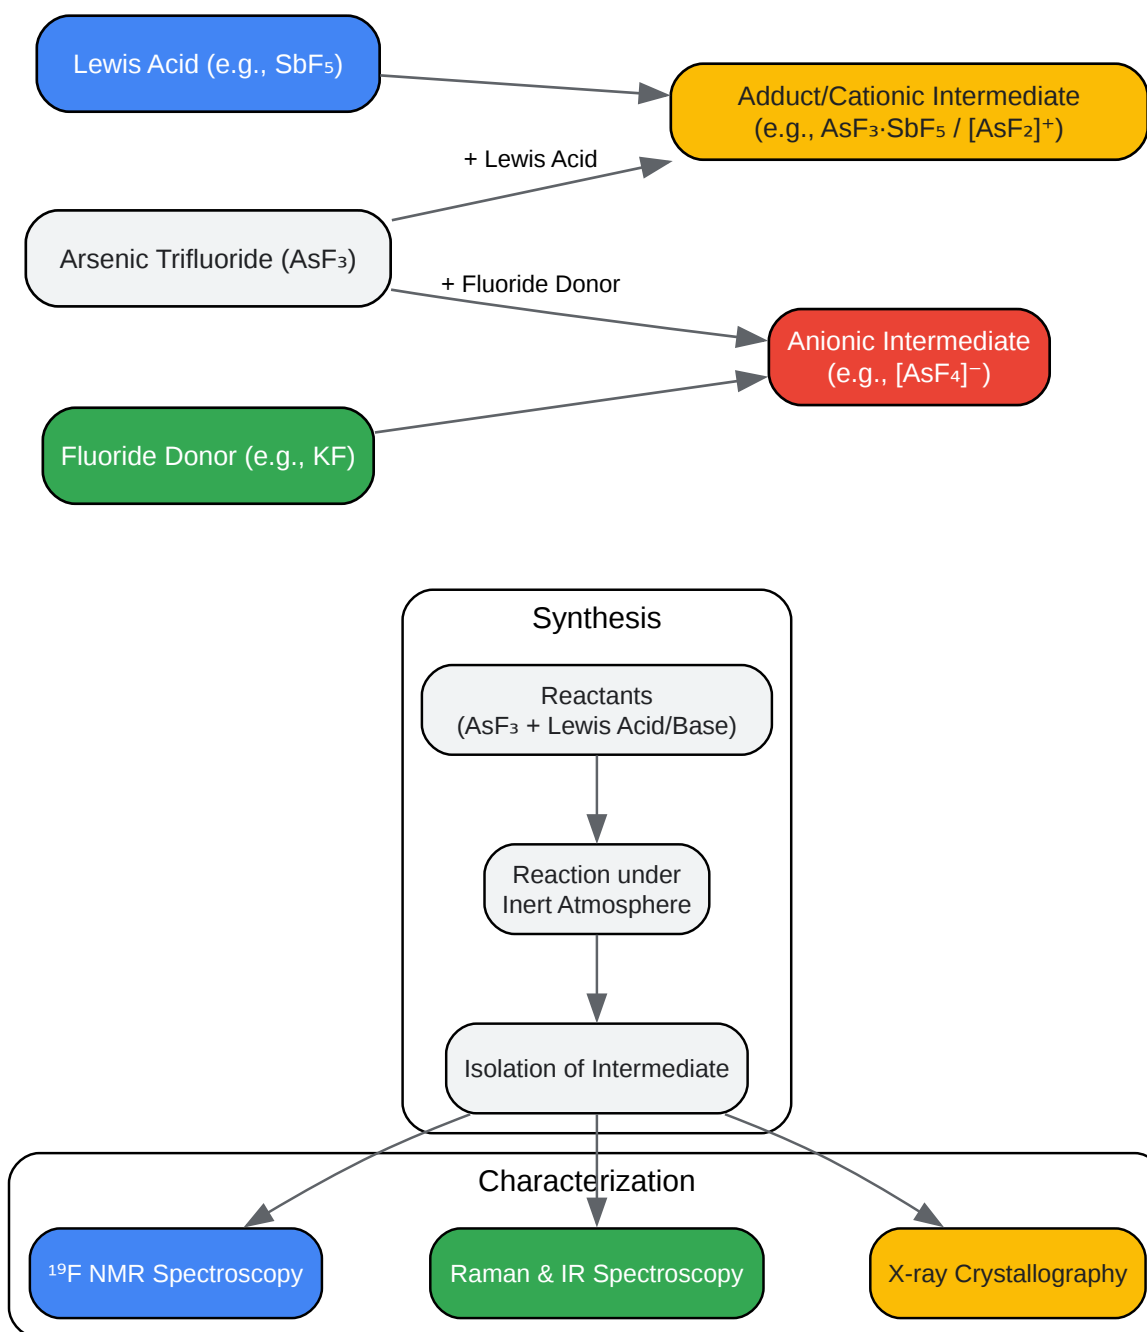 Lewis Acid (e.g., SbF₅)
Adduct/Cationic Intermediate
(e.g., AsF₃·SbF₅ / [AsF₂]⁺)
+ Lewis Acid
Arsenic Trifluoride (AsF₃)
+ Fluoride Donor
Anionic Intermediate
(e.g., [AsF₄]⁻)
Fluoride Donor (e.g., KF)
Synthesis
Reactants
(AsF₃ + Lewis Acid/Base)
Reaction under
Inert Atmosphere
Isolation of Intermediate
Characterization
¹⁹F NMR Spectroscopy
Raman & IR Spectroscopy
X-ray Crystallography